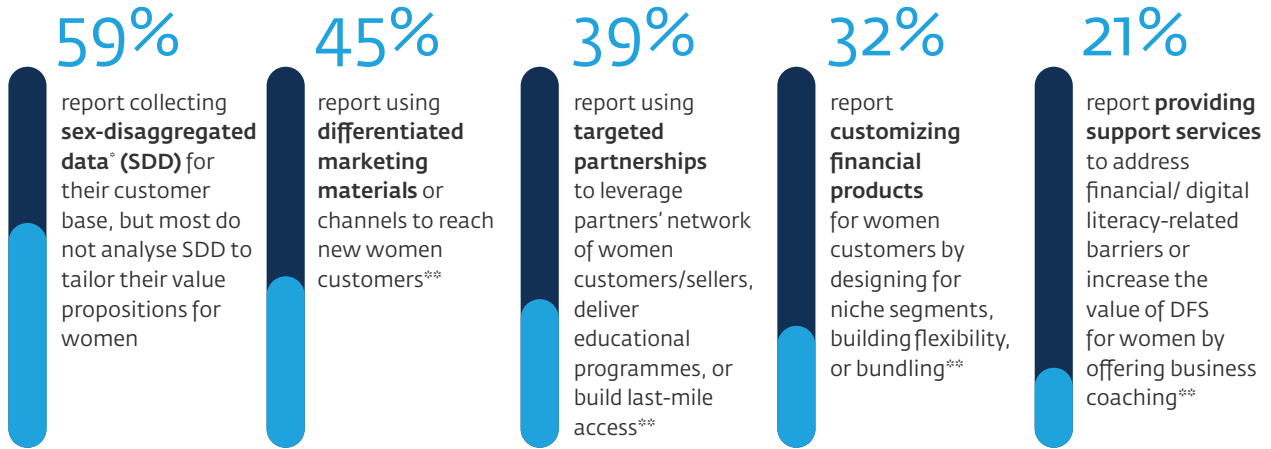 59%
report collecting
sex-disaggregated
data* (SDD) for
their customer
base, but most do
not analyse SDD to
tailor their value
propositions for
women
45%
report using
differentiated
marketing
materials or
channels to reach
new women
customers**
39%
report using
targeted
partnerships
to leverage
partners’ network
of women
customers/sellers,
deliver
educational
programmes, or
build last-mile
access**
32%
report
customizing
financial
products
for women
customers by
designing for
niche segments,
building flexibility,
or bundling**
21%
report providing
support services
to address
financial/ digital
literacy-related
barriers or
increase the
value of DFS
for women by
offering business
coaching**